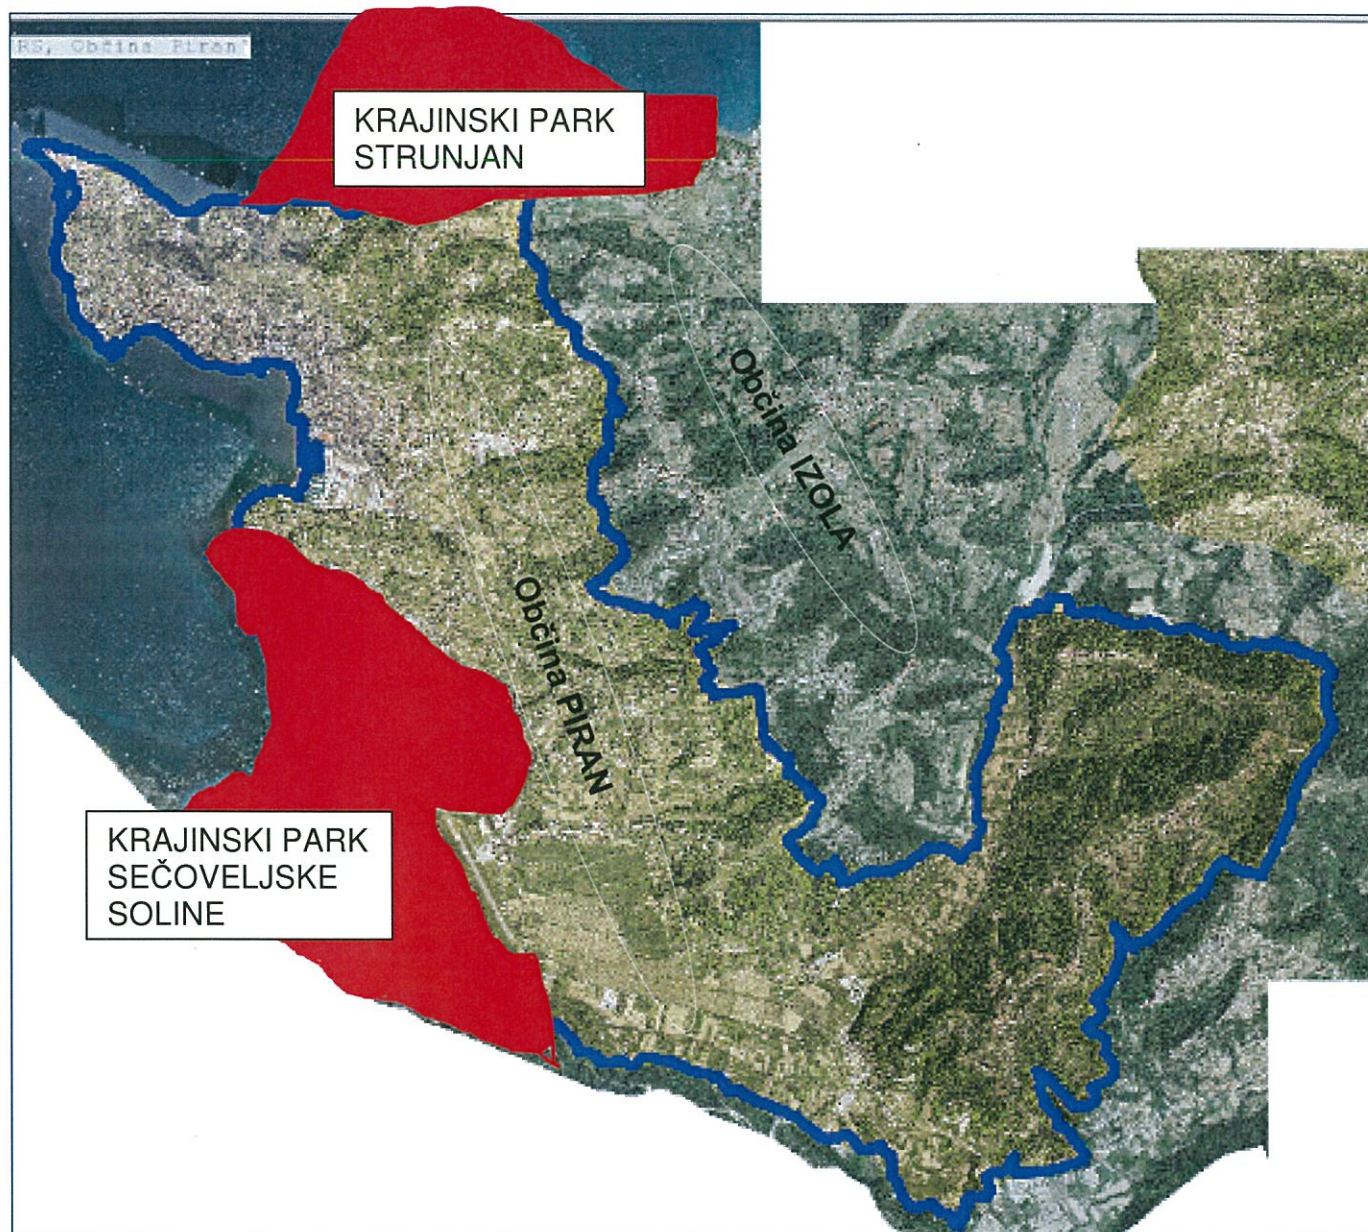 RS, Občina Piran"
KRAJINSKI PARK
STRUNJAN
Občina IZOLA
Občina PIRAN
KRAJINSKI PARK
SEČOVELJSKE
SOLINE